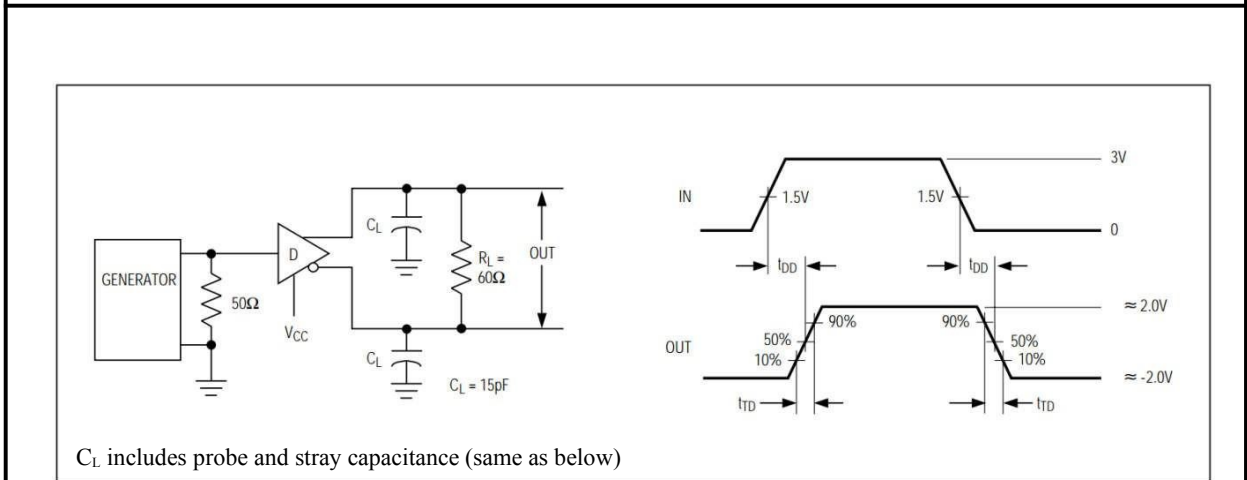 GENERATOR
50Ω
D
VCC
CL
CL
CL = 15pF
RL =
60Ω
OUT
IN
1.5V
1.5V
3V
0
tDD
tDD
OUT
90%
50%
10%
90%
50%
10%
≈ 2.0V
≈ -2.0V
tTD
tTD
CL includes probe and stray capacitance (same as below)